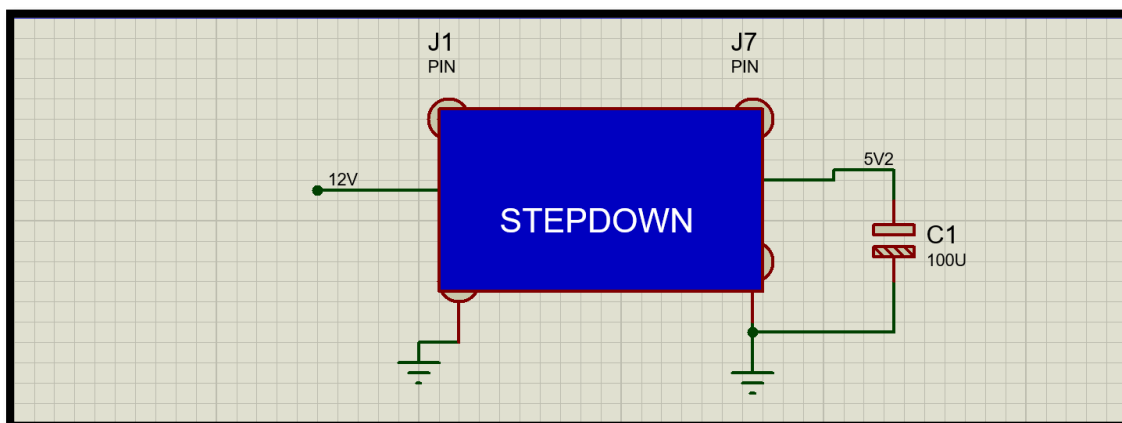 J1
PIN
J7
PIN
12V
5V2
STEPDOWN
C1
100U